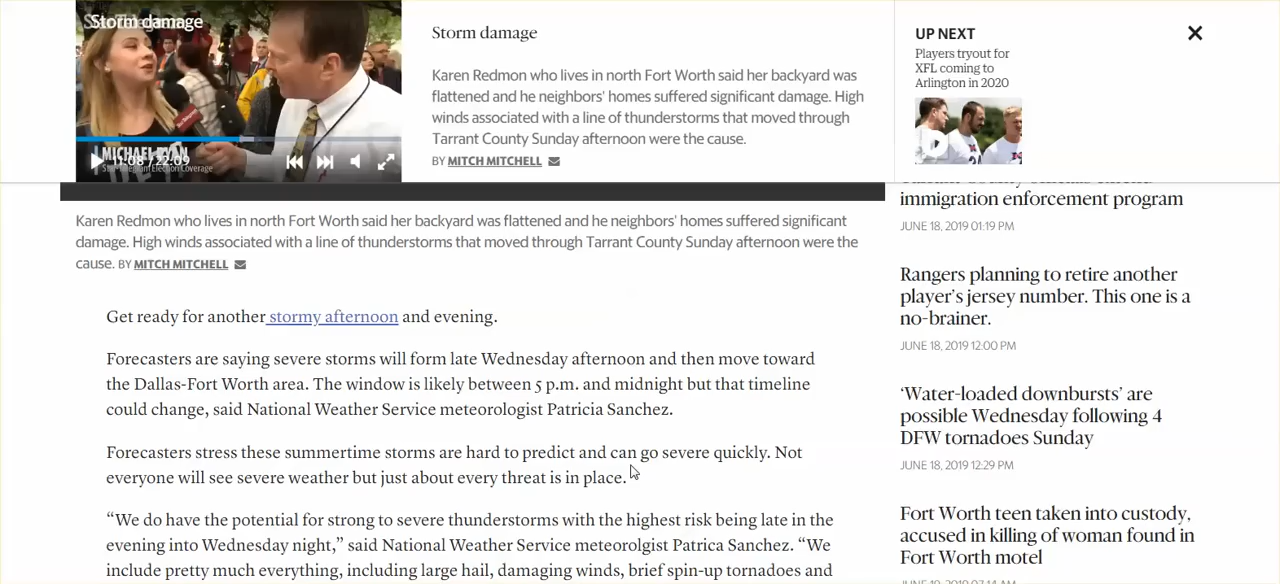 Storm damage
MICHAEL RYAN
Star-Telegram Election Coverage
11:08 / 22:09
Storm damage
Karen Redmon who lives in north Fort Worth said her backyard was
flattened and he neighbors' homes suffered significant damage. High
winds associated with a line of thunderstorms that moved through
Tarrant County Sunday afternoon were the cause.
BY MITCH MITCHELL
UP NEXT
Players tryout for
XFL coming to
Arlington in 2020
Karen Redmon who lives in north Fort Worth said her backyard was flattened and he neighbors' homes suffered significant
damage. High winds associated with a line of thunderstorms that moved through Tarrant County Sunday afternoon were the
cause. BY MITCH MITCHELL
Get ready for another stormy afternoon and evening.
Forecasters are saying severe storms will form late Wednesday afternoon and then move toward
the Dallas-Fort Worth area. The window is likely between 5 p.m. and midnight but that timeline
could change, said National Weather Service meteorologist Patricia Sanchez.
Forecasters stress these summertime storms are hard to predict and can go severe quickly. Not
everyone will see severe weather but just about every threat is in place.
“We do have the potential for strong to severe thunderstorms with the highest risk being late in the
evening into Wednesday night,” said National Weather Service meteorolgist Patrica Sanchez. “We
include pretty much everything, including large hail, damaging winds, brief spin-up tornadoes and
immigration enforcement program
JUNE 18, 2019 01:19 PM
Rangers planning to retire another
player’s jersey number. This one is a
no-brainer.
JUNE 18, 2019 12:00 PM
‘Water-loaded downbursts’ are
possible Wednesday following 4
DFW tornadoes Sunday
JUNE 18, 2019 12:29 PM
Fort Worth teen taken into custody,
accused in killing of woman found in
Fort Worth motel